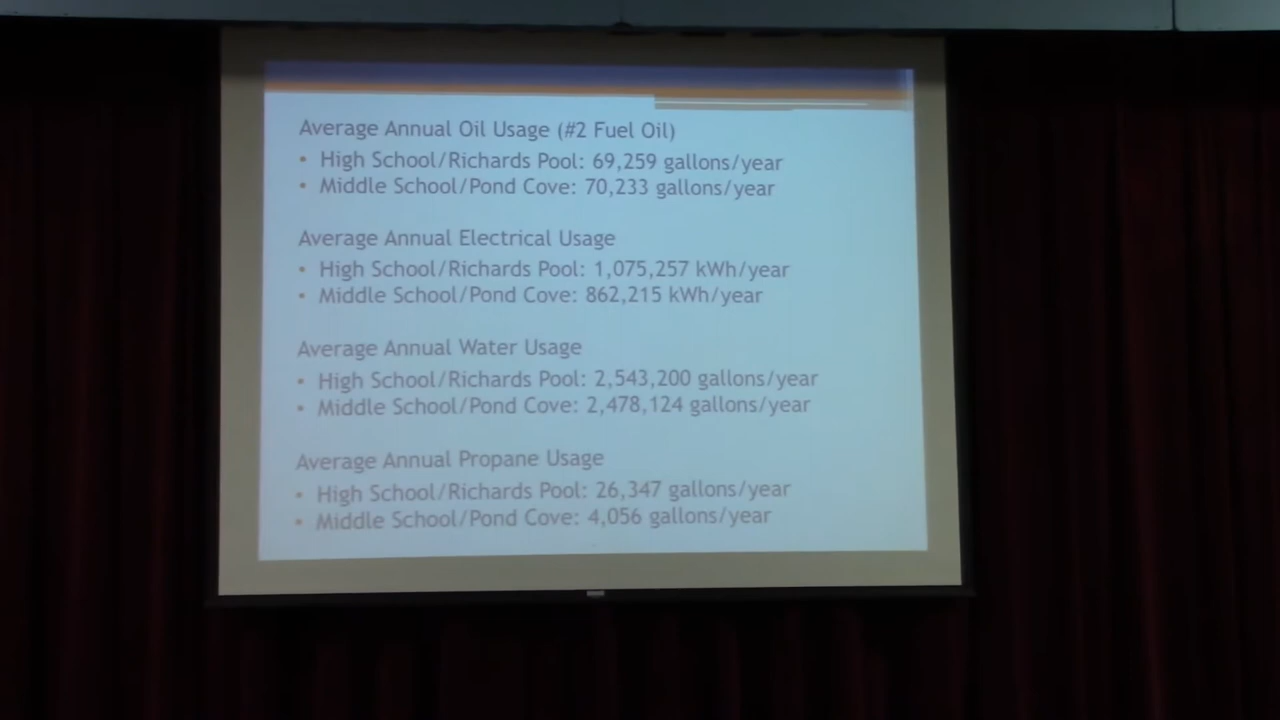 Average Annual Oil Usage (#2 Fuel Oil)
• High School/Richards Pool: 69,259 gallons/year
• Middle School/Pond Cove: 70,233 gallons/year
Average Annual Electrical Usage
• High School/Richards Pool: 1,075,257 kWh/year
• Middle School/Pond Cove: 862,215 kWh/year
Average Annual Water Usage
• High School/Richards Pool: 2,543,200 gallons/year
• Middle School/Pond Cove: 2,478,124 gallons/year
Average Annual Propane Usage
• High School/Richards Pool: 26,347 gallons/year
• Middle School/Pond Cove: 4,056 gallons/year